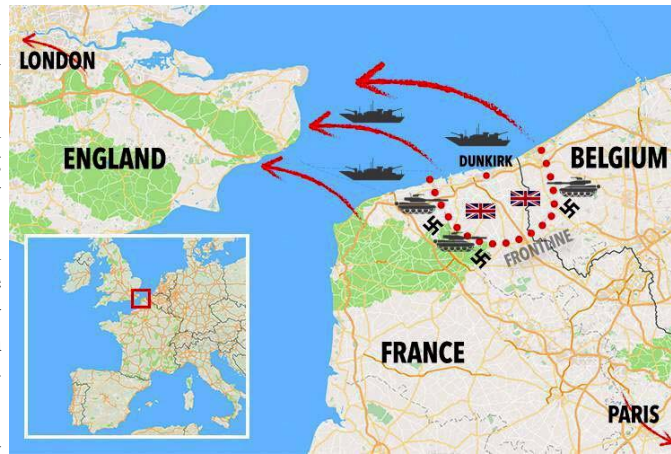 LONDON
ENGLAND
DUNKIRK
BELGIUM
FRONTLINE
FRANCE
PARIS